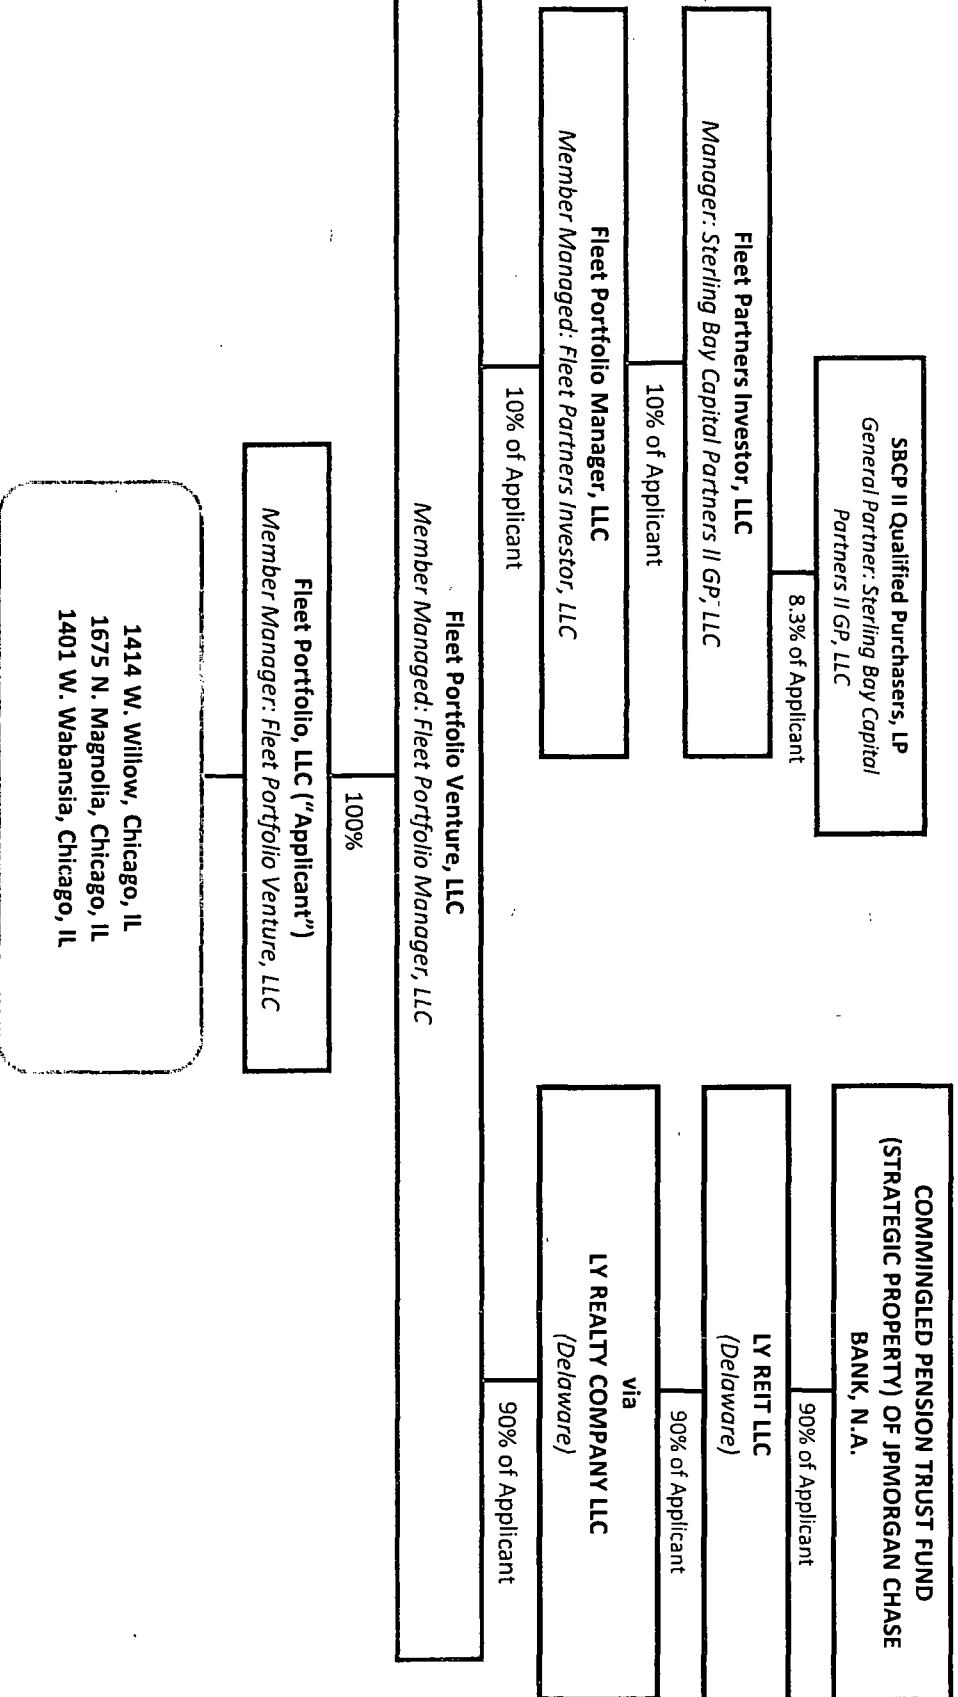 SBCP II Qualified Purchasers, LP
General Partner: Sterling Bay Capital
Partners II GP, LLC
8.3% of Applicant
Fleet Partners Investor, LLC
Manager: Sterling Bay Capital Partners II GP, LLC
10% of Applicant
Fleet Portfolio Manager, LLC
Member Managed: Fleet Partners Investor, LLC
10% of Applicant
COMMINGLED PENSION TRUST FUND
(STRATEGIC PROPERTY) OF JPMORGAN CHASE
BANK, N.A.
90% of Applicant
LY REIT LLC
(Delaware)
90% of Applicant
via
LY REALTY COMPANY LLC
(Delaware)
90% of Applicant
Fleet Portfolio Venture, LLC
Member Managed: Fleet Portfolio Manager, LLC
100%
Fleet Portfolio, LLC ("Applicant")
Member Manager: Fleet Portfolio Venture, LLC
1414 W. Willow, Chicago, IL
1675 N. Magnolia, Chicago, IL
1401 W. Wabansia, Chicago, IL